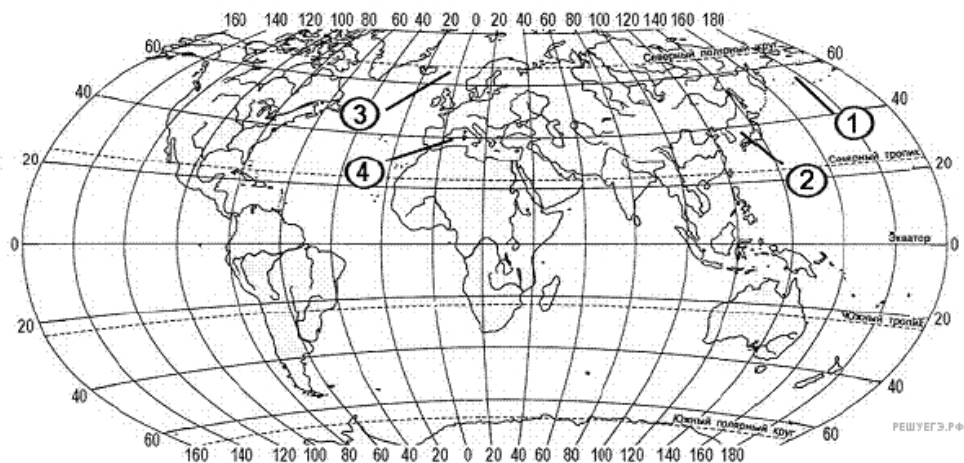 160 140 120 100 80 60 40 20 0 20 40 60 80 100 120 140 160 180
60 Северный полярный круг 60
3
40 40
1
4
20 Северный тропик 20
2
0 Экватор 0
20 Южный тропик 20
40 40
60 Южный полярный круг 60
РЕШУЕГЭ.РФ
160 140 120 100 80 60 40 20 0 20 40 60 80 100 120 140 160 180